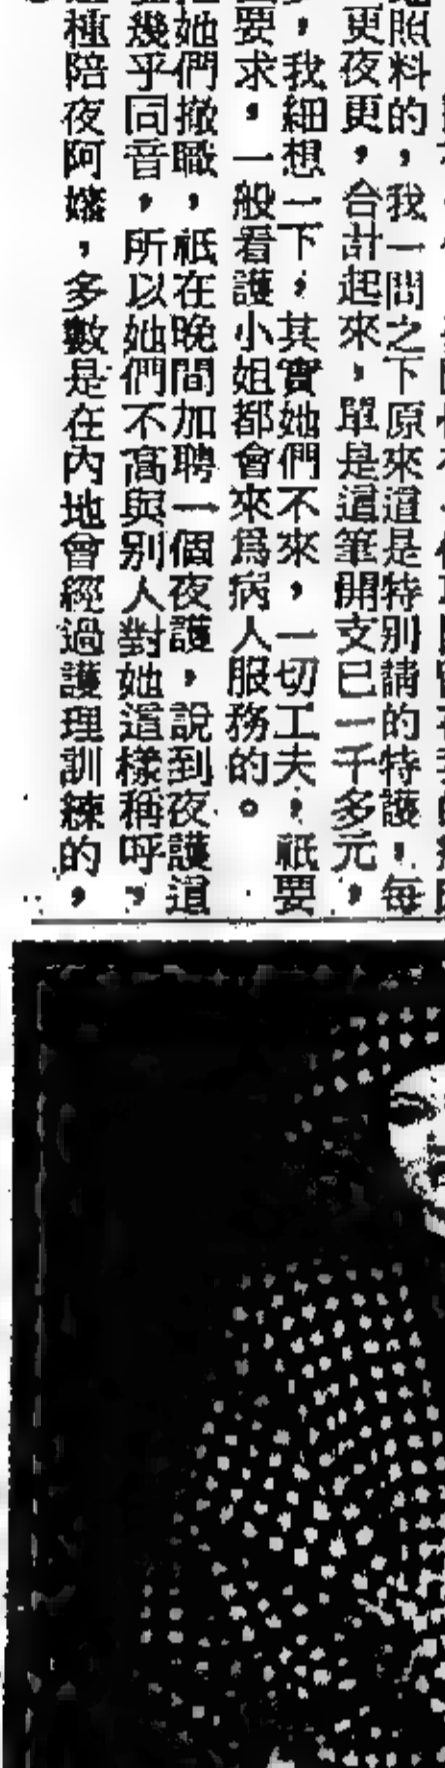 照料的，我一問之下原來這是特別請的特護，每
更夜更，合計起來，單是這筆開支已一千多元，
，我細想一下，其實她們不來，一切工夫，祇要
要求，一般看護小姐都會來爲病人服務的。
她們撤職，祇在晚間加聘一個夜護，說到夜護這
幾乎同音，所以她們不高與別人對她這樣稱呼，
種陪夜阿嬸，多數是在內地會經過護理訓練的，